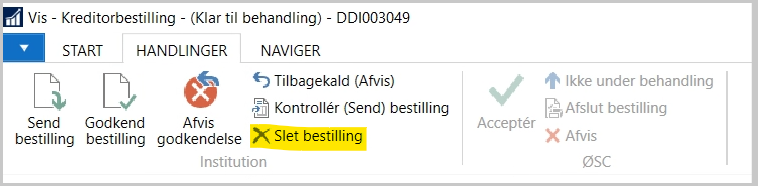 Vis - Kreditorbestilling - (Klar til behandling) - DDI003049
START HANDLINGER NAVIGER
Send bestilling
Godkend bestilling
Afvis godkendelse
Tilbagekald (Afvis)
Kontrollér (Send) bestilling
Slet bestilling
Institution
Acceptér
Ikke under behandling
Afslut bestilling
Afvis
ØSC